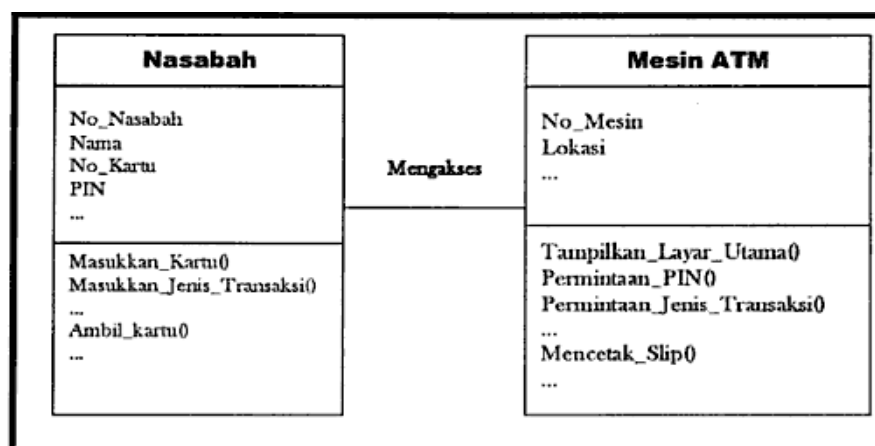 Nasabah
No_Nasabah
Nama
No_Kartu
PIN
...
Masukkan_Kartu()
Masukkan_Jenis_Transaksi()
...
Ambil_kartu()
...
Mengakses
Mesin ATM
No_Mesin
Lokasi
...
Tampilkan_Layar_Utama()
Permintaan_PIN()
Permintaan_Jenis_Transaksi()
...
Mencetak_Slip()
...